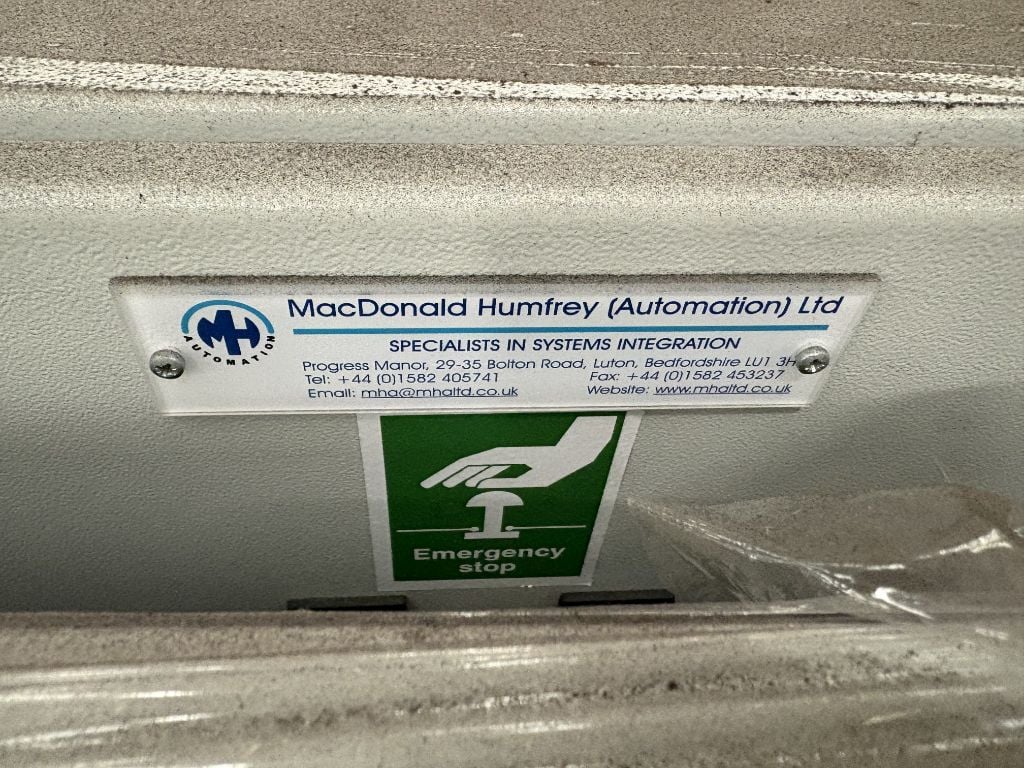 MH
AUTOMATION
MacDonald Humfrey (Automation) Ltd
SPECIALISTS IN SYSTEMS INTEGRATION
Progress Manor, 29-35 Bolton Road, Luton, Bedfordshire LU1
Tel: +44 (0)1582 405741 Fax: +44 (0)1582 453237
Email: mha@mhaltd.co.uk Website: www.mhaltd.co.uk
Emergency
stop